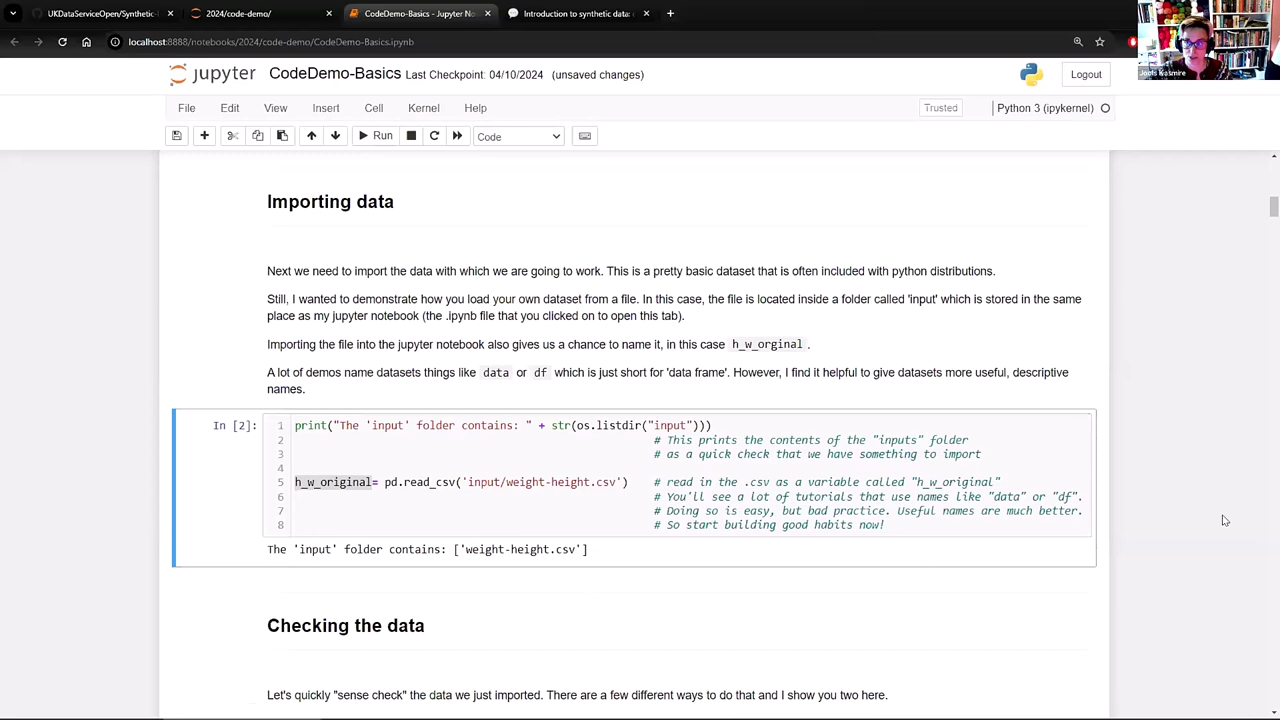 UKDataServiceOpen/Synthetic-
2024/code-demo/
CodeDemo-Basics - Jupyter No
Introduction to synthetic data:
localhost:8888/notebooks/2024/code-demo/CodeDemo-Basics.ipynb
Jools Kasmire
jupyter CodeDemo-Basics Last Checkpoint: 04/10/2024 (unsaved changes)
Logout
File Edit View Insert Cell Kernel Help
Trusted
Python 3 (ipykernel)
Run
Code
Importing data
Next we need to import the data with which we are going to work. This is a pretty basic dataset that is often included with python distributions.
Still, I wanted to demonstrate how you load your own dataset from a file. In this case, the file is located inside a folder called 'input' which is stored in the same
place as my jupyter notebook (the .ipynb file that you clicked on to open this tab).
Importing the file into the jupyter notebook also gives us a chance to name it, in this case h_w_orginal .
A lot of demos name datasets things like data or df which is just short for 'data frame'. However, I find it helpful to give datasets more useful, descriptive
names.
In [2]:
1 print("The 'input' folder contains: " + str(os.listdir("input")))
2 # This prints the contents of the "inputs" folder
3 # as a quick check that we have something to import
4
5 h_w_original= pd.read_csv('input/weight-height.csv') # read in the .csv as a variable called "h_w_original"
6 # You'll see a lot of tutorials that use names like "data" or "df".
7 # Doing so is easy, but bad practice. Useful names are much better.
8 # So start building good habits now!
The 'input' folder contains: ['weight-height.csv']
Checking the data
Let's quickly "sense check" the data we just imported. There are a few different ways to do that and I show you two here.